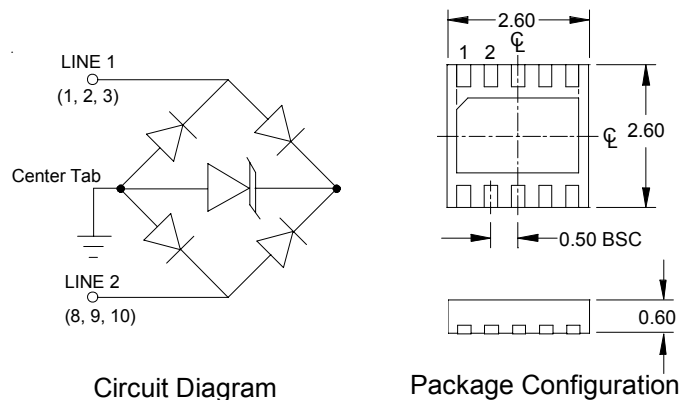 LINE 1
(1, 2, 3)
Center Tab
LINE 2
(8, 9, 10)
Circuit Diagram
2.60
℄
1 2
℄ 2.60
0.50 BSC
0.60
Package Configuration